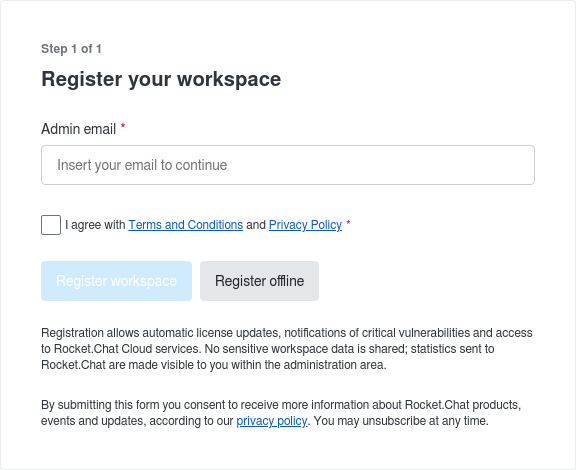 Step 1 of 1
Register your workspace
Admin email *
Insert your email to continue
I agree with Terms and Conditions and Privacy Policy *
Register workspace Register offline
Registration allows automatic license updates, notifications of critical vulnerabilities and access
to Rocket.Chat Cloud services. No sensitive workspace data is shared; statistics sent to
Rocket.Chat are made visible to you within the administration area.
By submitting this form you consent to receive more information about Rocket.Chat products,
events and updates, according to our privacy policy. You may unsubscribe at any time.